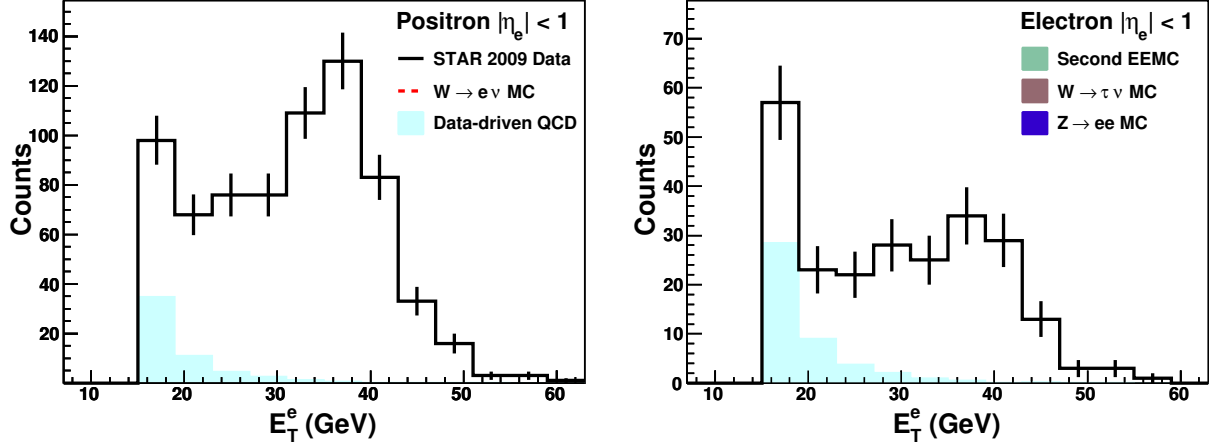 Positron |η_e| < 1
STAR 2009 Data
W → e ν MC
Data-driven QCD
Counts
140
120
100
80
60
40
20
10 20 30 40 50 60
E_T^e (GeV)
Electron |η_e| < 1
Second EEMC
W → τ ν MC
Z → ee MC
Counts
70
60
50
40
30
20
10
0
10 20 30 40 50 60
E_T^e (GeV)